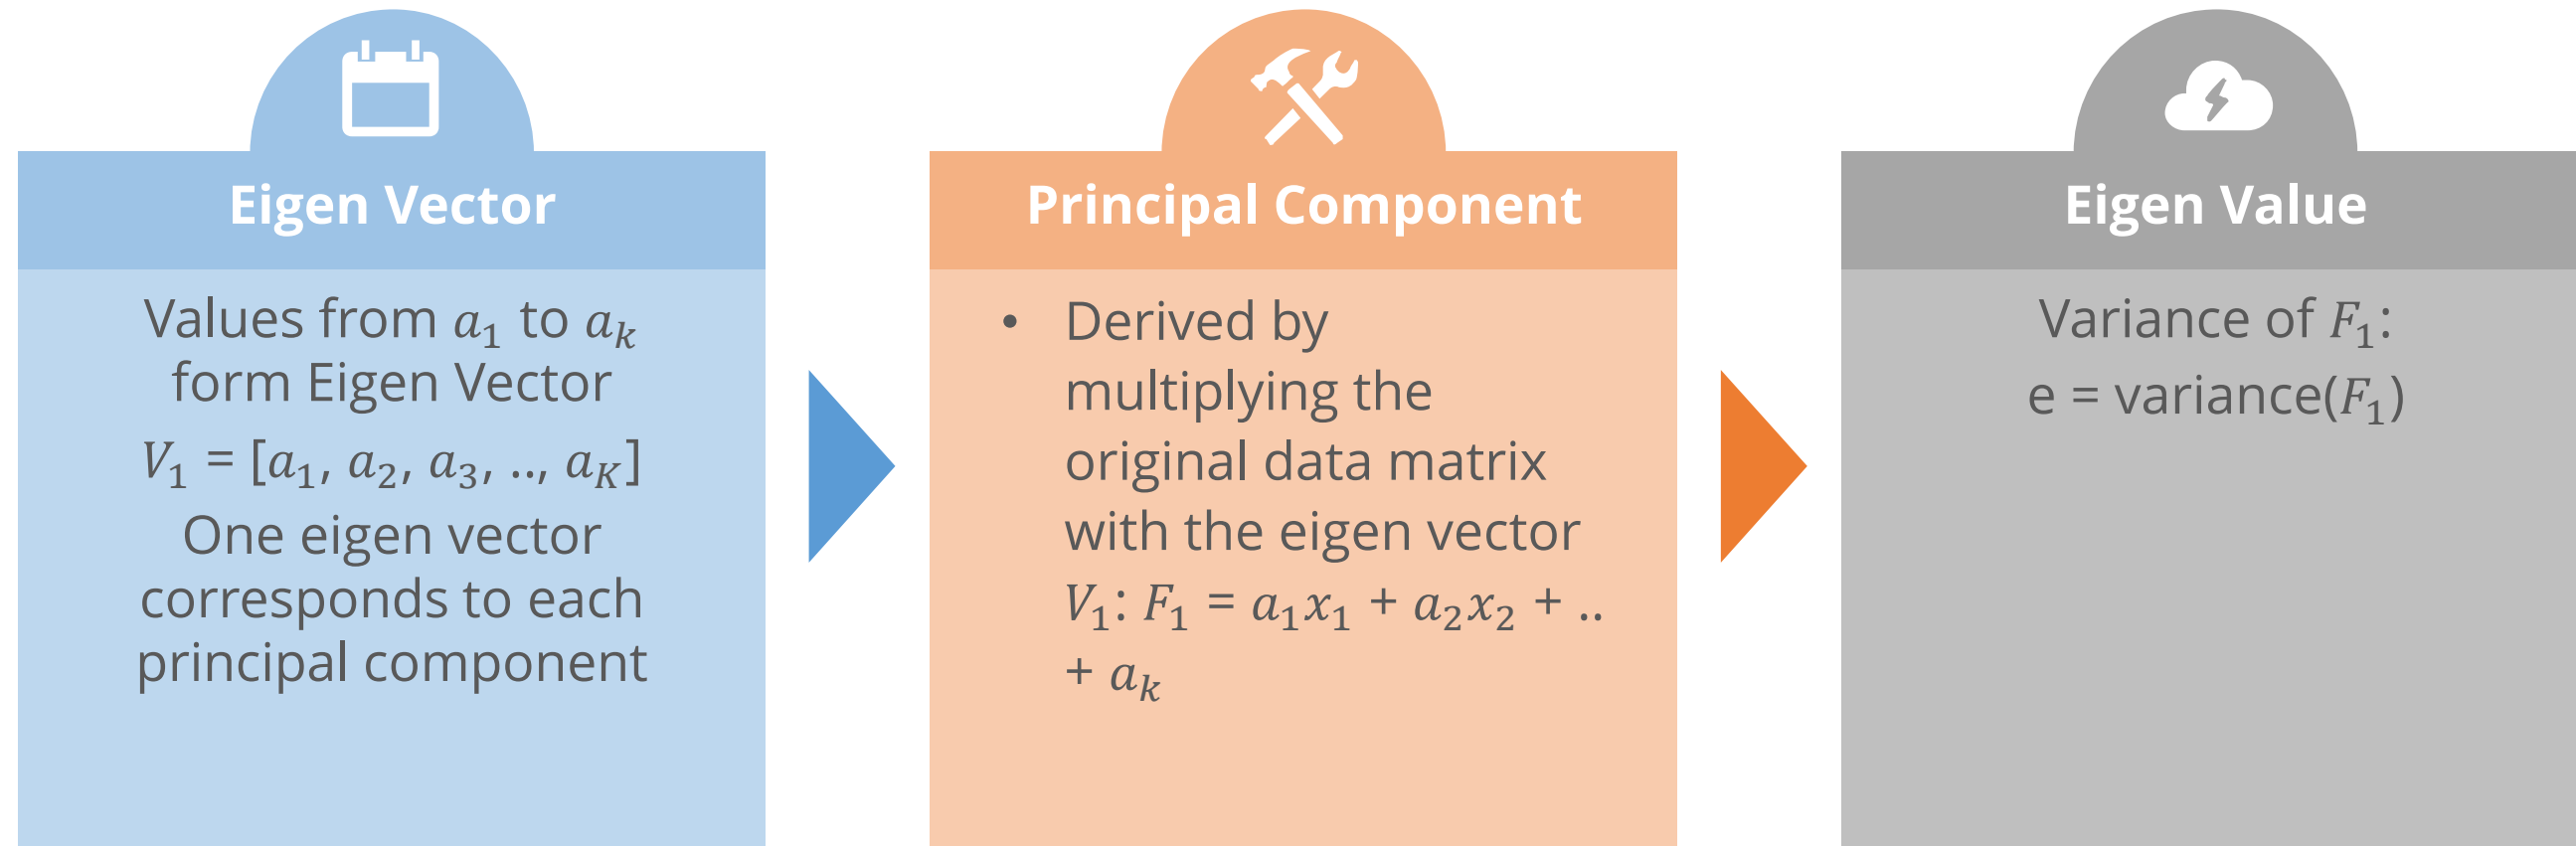 Eigen Vector
Values from a₁ to aₖ
form Eigen Vector
V₁ = [a₁, a₂, a₃, .., a_K]
One eigen vector
corresponds to each
principal component
Principal Component
• Derived by
multiplying the
original data matrix
with the eigen vector
V₁: F₁ = a₁x₁ + a₂x₂ + ..
+ aₖ
Eigen Value
Variance of F₁:
e = variance(F₁)